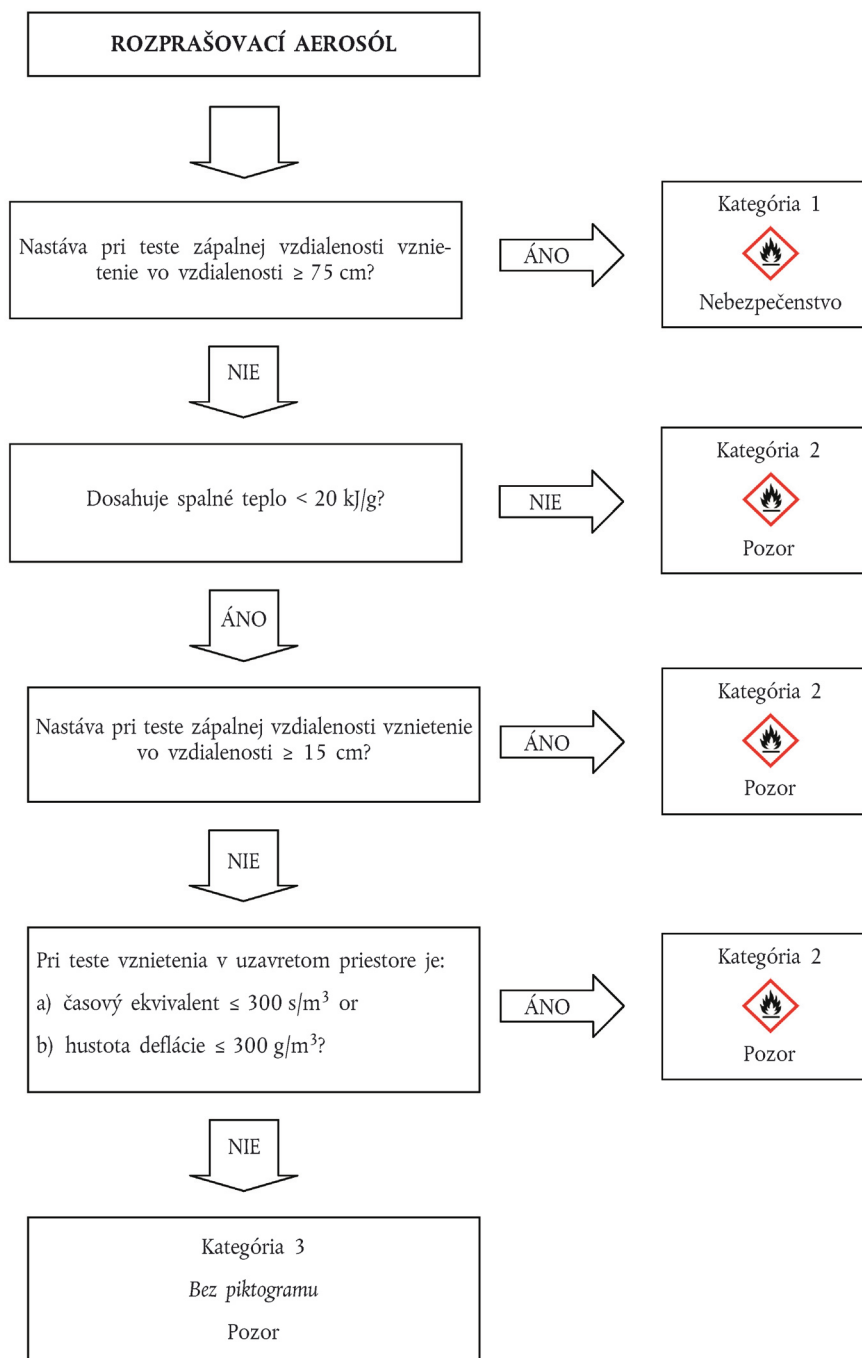 ROZPRAŠOVACÍ AEROSÓL
Nastáva pri teste zápalnej vzdialenosti vznie-
tenie vo vzdialenosti ≥ 75 cm?
ÁNO
Kategória 1
Nebezpečenstvo
NIE
Dosahuje spalné teplo < 20 kJ/g?
NIE
Kategória 2
Pozor
ÁNO
Nastáva pri teste zápalnej vzdialenosti vznietenie
vo vzdialenosti ≥ 15 cm?
ÁNO
Kategória 2
Pozor
NIE
Pri teste vznietenia v uzavretom priestore je:
a) časový ekvivalent ≤ 300 s/m³ or
b) hustota deflácie ≤ 300 g/m³?
ÁNO
Kategória 2
Pozor
NIE
Kategória 3
Bez piktogramu
Pozor